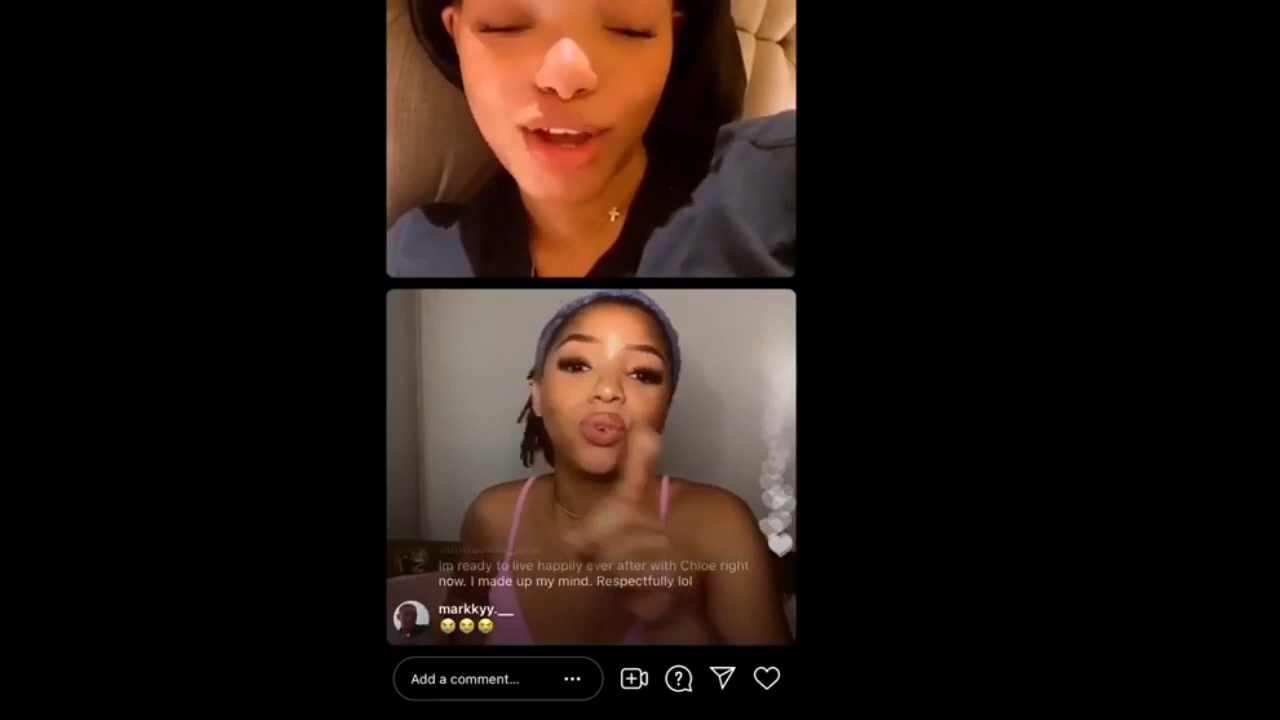 Im ready to live happily ever after with Chloe right
now. I made up my mind. Respectfully lol
markkyy.__
😭😭😭
Add a comment...